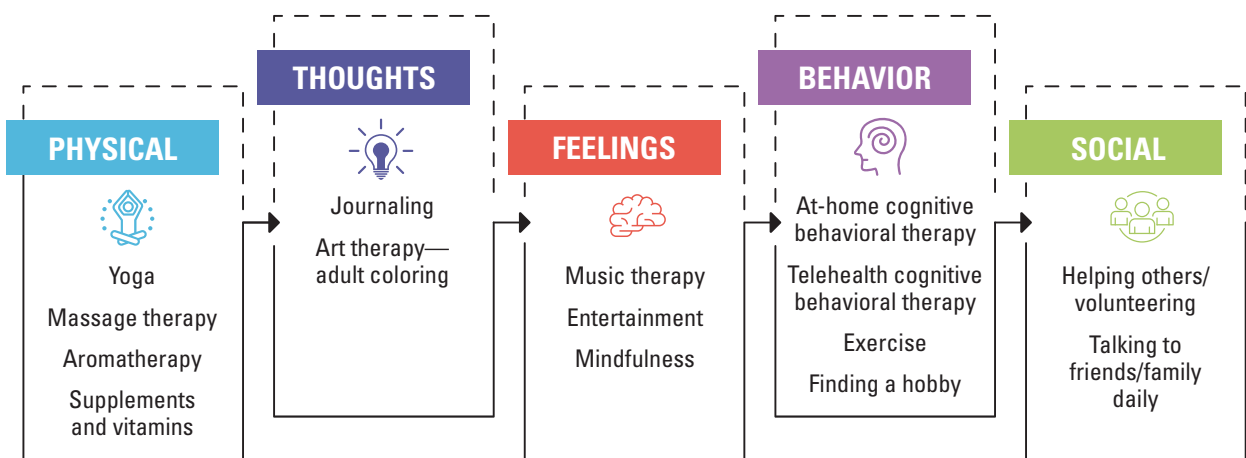 PHYSICAL
Yoga
Massage therapy
Aromatherapy
Supplements
and vitamins
THOUGHTS
Journaling
Art therapy—
adult coloring
FEELINGS
Music therapy
Entertainment
Mindfulness
BEHAVIOR
At-home cognitive
behavioral therapy
Telehealth cognitive
behavioral therapy
Exercise
Finding a hobby
SOCIAL
Helping others/
volunteering
Talking to
friends/family
daily